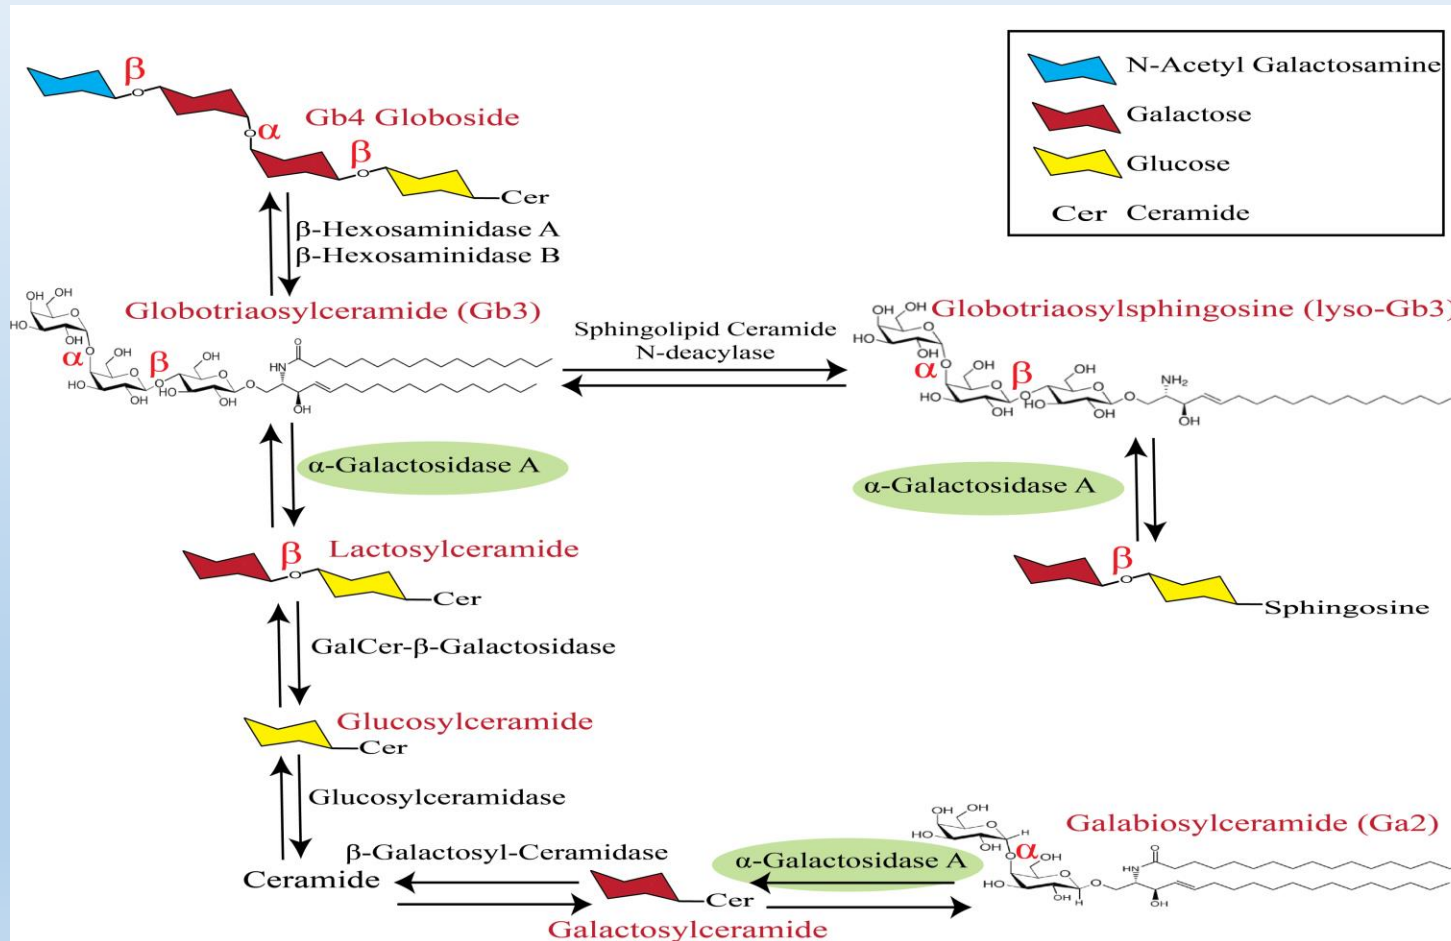 β
α
Gb4 Globoside
β
Cer
N-Acetyl Galactosamine
Galactose
Glucose
Cer Ceramide
β-Hexosaminidase A
β-Hexosaminidase B
Globotriaosylceramide (Gb3)
α
β
Sphingolipid Ceramide
N-deacylase
Globotriaosylsphingosine (lyso-Gb3)
α
β
α-Galactosidase A
α-Galactosidase A
Lactosylceramide
β
Cer
β
Sphingosine
GalCer-β-Galactosidase
Glucosylceramide
Cer
Glucosylceramidase
β-Galactosyl-Ceramidase
Ceramide
α-Galactosidase A
Cer
Galactosylceramide
Galabiosylceramide (Ga2)
α